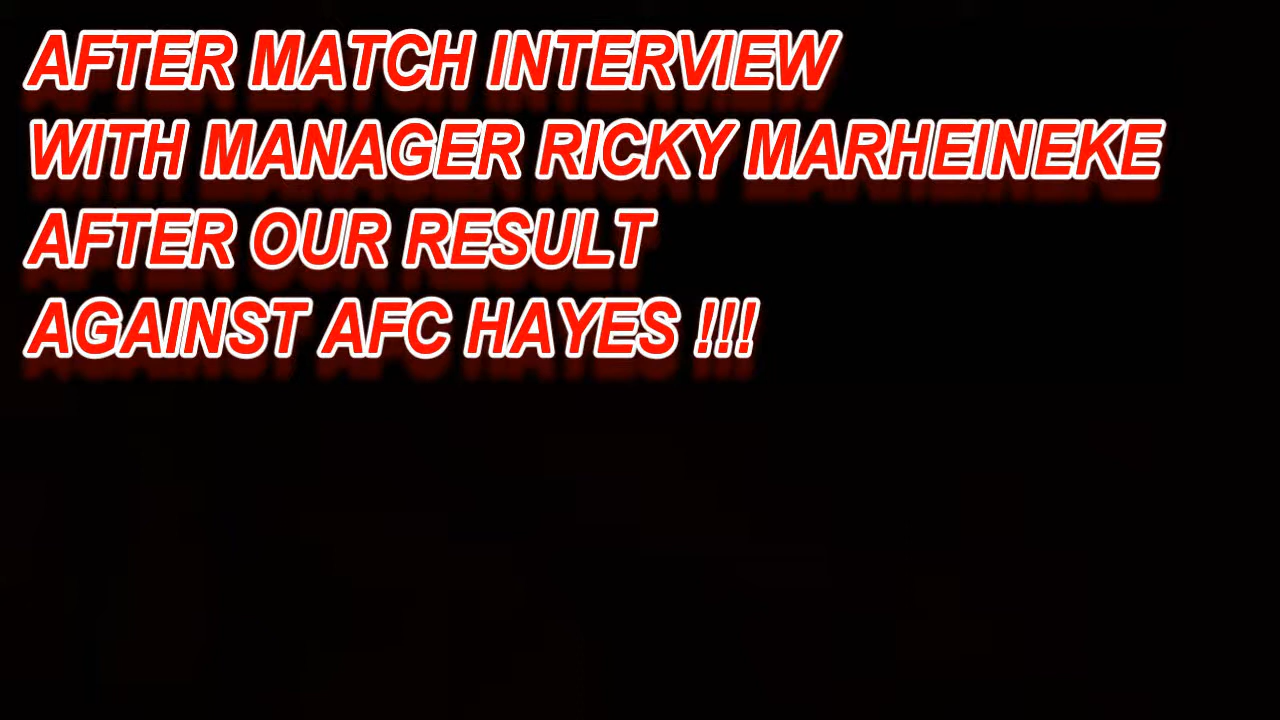 AFTER MATCH INTERVIEW
WITH MANAGER RICKY MARHEINEKE
AFTER OUR RESULT
AGAINST AFC HAYES !!!